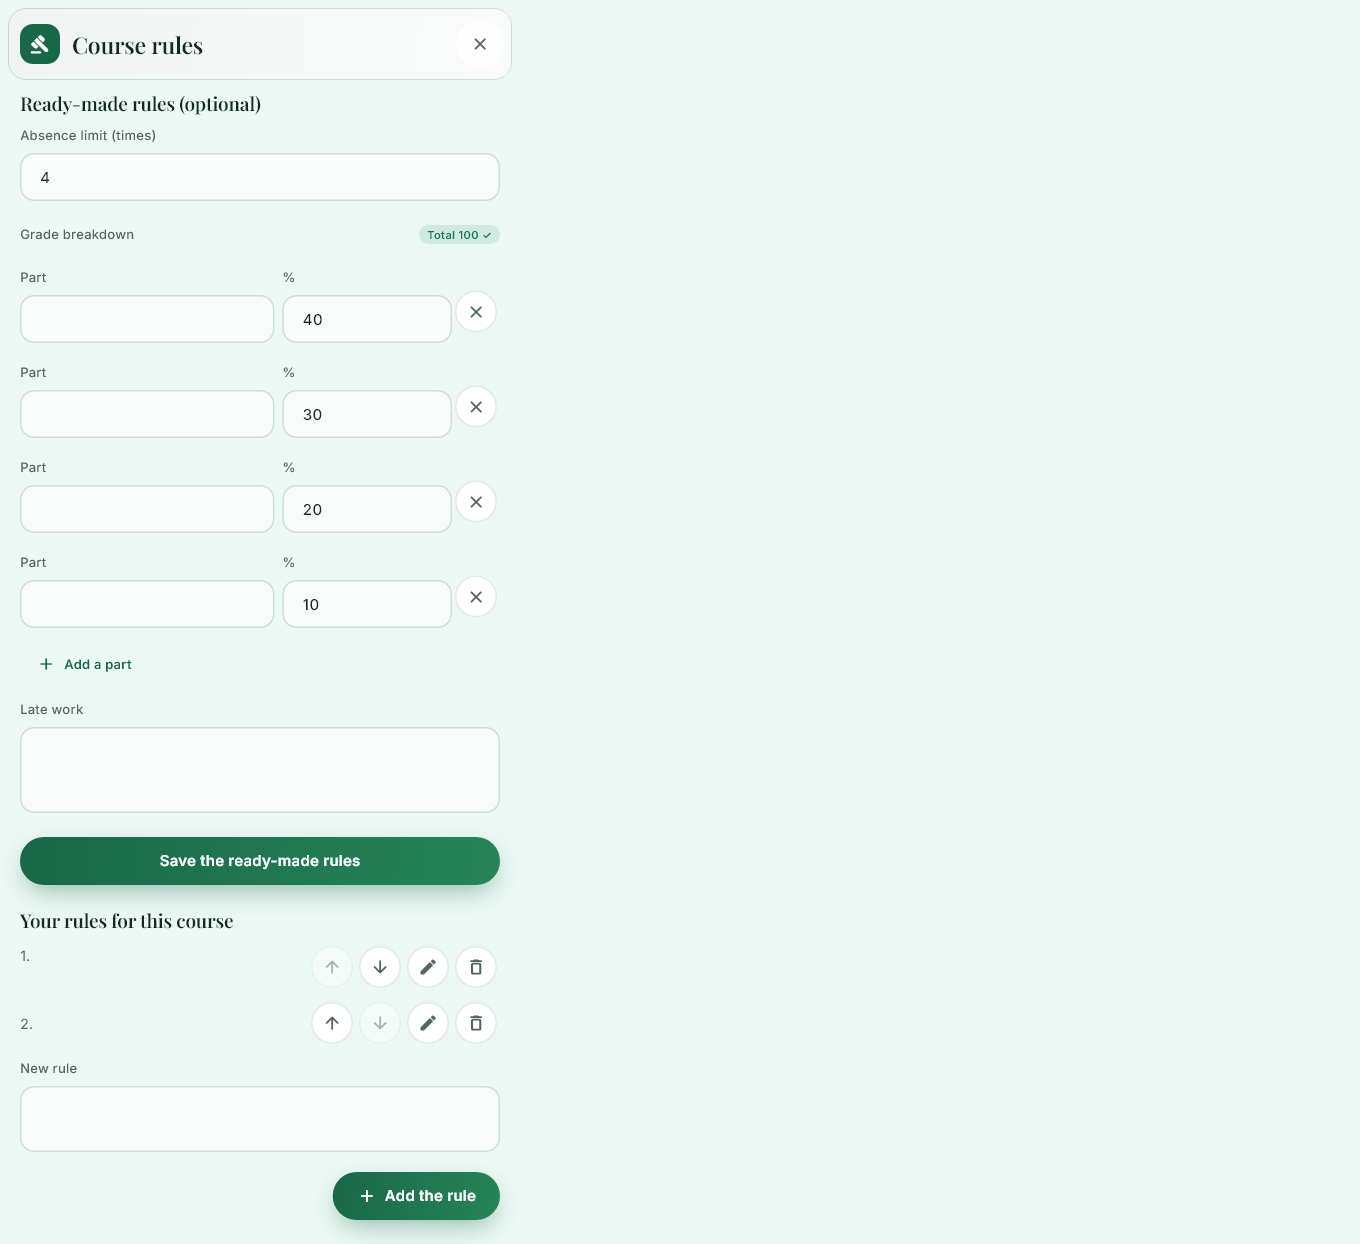 Course rules
Ready-made rules (optional)
Absence limit (times)
4
Grade breakdown
Total 100 ✓
Part %
40
Part %
30
Part %
20
Part %
10
Add a part
Late work
Save the ready-made rules
Your rules for this course
1.
2.
New rule
Add the rule